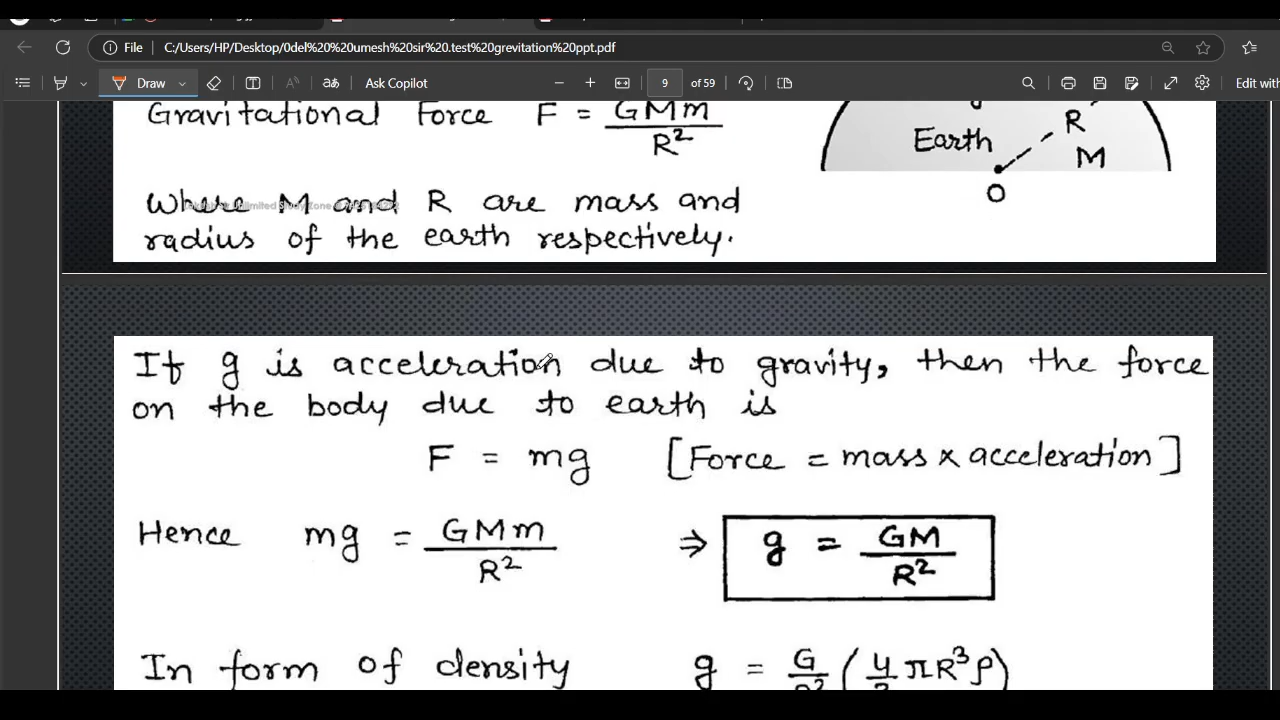 File C:/Users/HP/Desktop/0del%20%20umesh%20sir%20.test%20grevitation%20ppt.pdf
Draw Ask Copilot 9 of 59 Edit with
Gravitational Force F = GMm / R²
Earth R
M
O
Where M and R are mass and
radius of the earth respectively.
If g is acceleration due to gravity, then the force
on the body due to earth is
F = mg [Force = mass × acceleration]
Hence mg = GMm / R² ⇒ g = GM / R²
In form of density g = G / R² (4/3 πR³ρ)